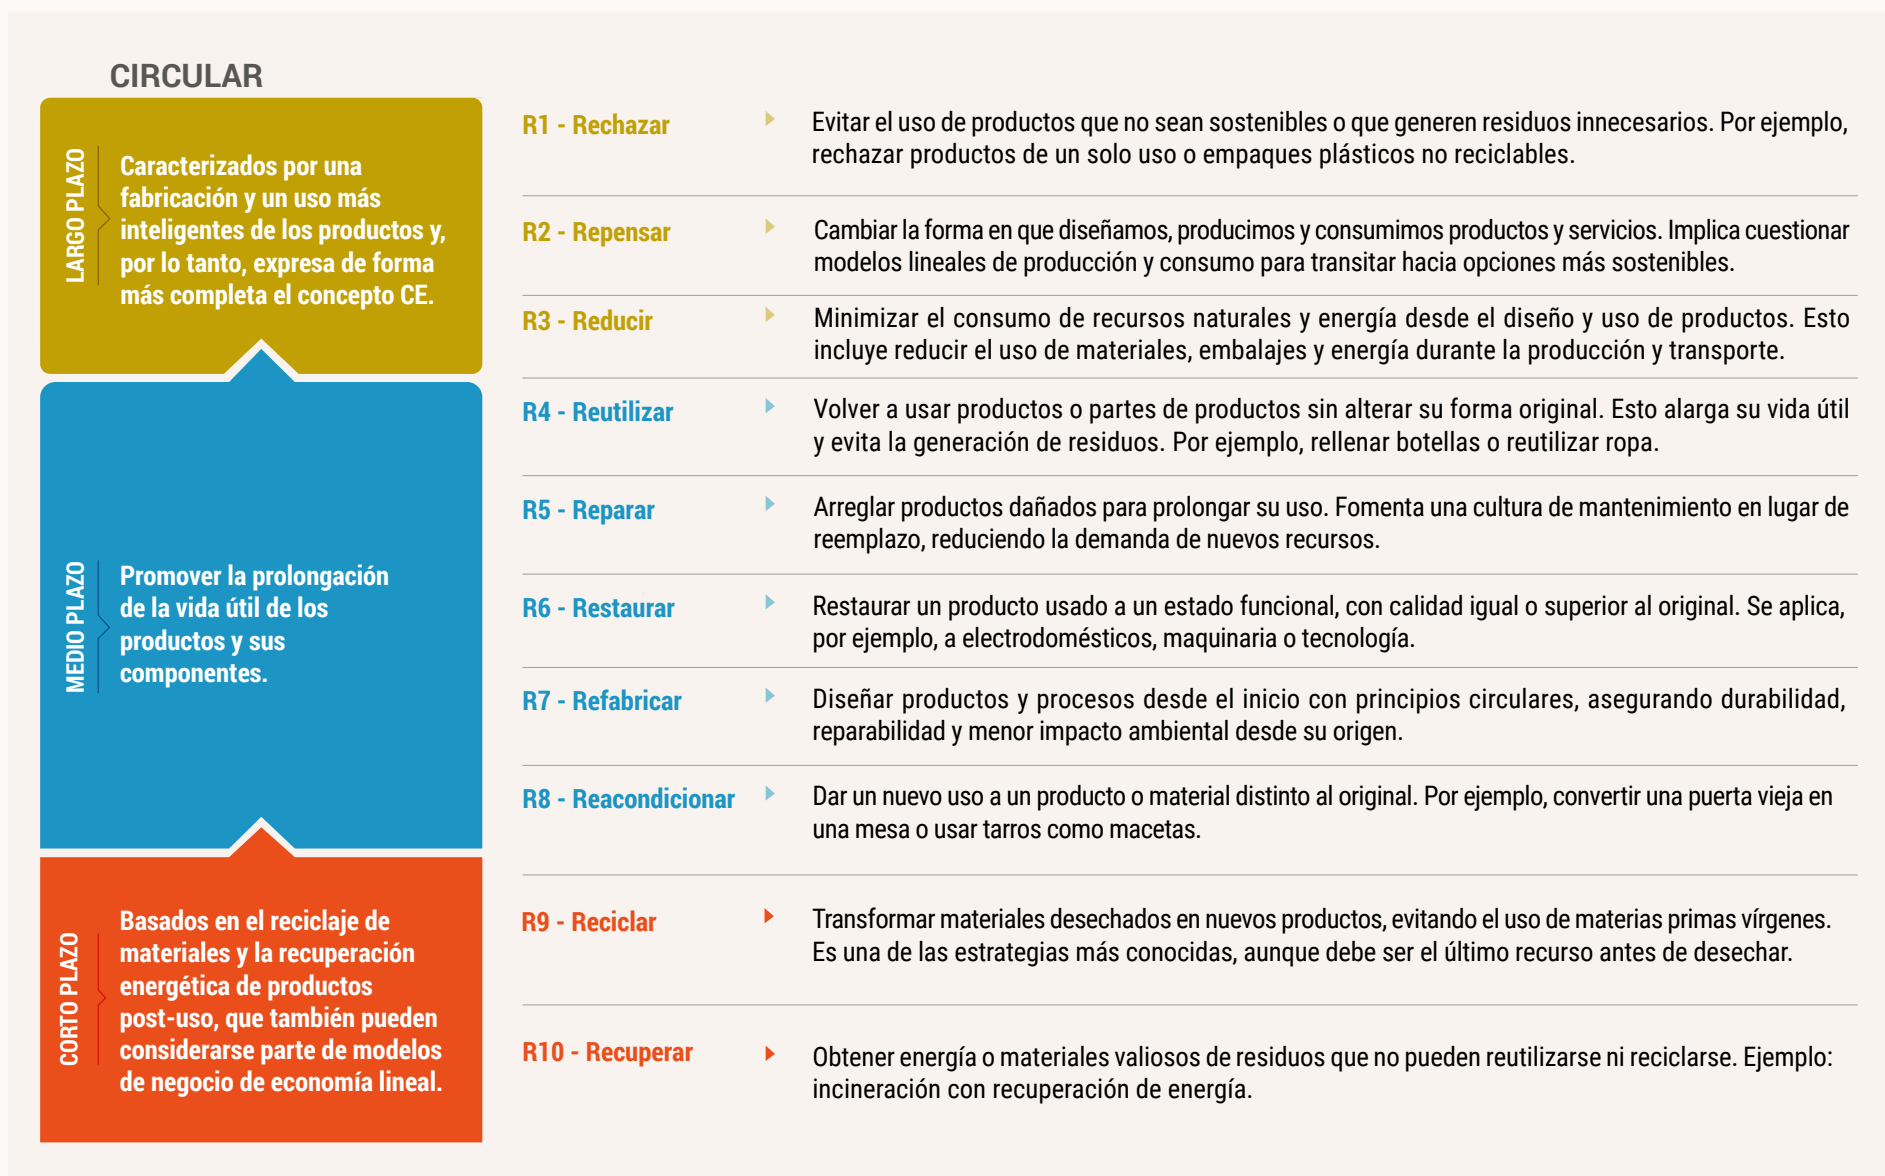 CIRCULAR
LARGO PLAZO
Caracterizados por una
fabricación y un uso más
inteligentes de los productos y,
por lo tanto, expresa de forma
más completa el concepto CE.
R1 - Rechazar
Evitar el uso de productos que no sean sostenibles o que generen residuos innecesarios. Por ejemplo,
rechazar productos de un solo uso o empaques plásticos no reciclables.
R2 - Repensar
Cambiar la forma en que diseñamos, producimos y consumimos productos y servicios. Implica cuestionar
modelos lineales de producción y consumo para transitar hacia opciones más sostenibles.
R3 - Reducir
Minimizar el consumo de recursos naturales y energía desde el diseño y uso de productos. Esto
incluye reducir el uso de materiales, embalajes y energía durante la producción y transporte.
MEDIO PLAZO
Promover la prolongación
de la vida útil de los
productos y sus
componentes.
R4 - Reutilizar
Volver a usar productos o partes de productos sin alterar su forma original. Esto alarga su vida útil
y evita la generación de residuos. Por ejemplo, rellenar botellas o reutilizar ropa.
R5 - Reparar
Arreglar productos dañados para prolongar su uso. Fomenta una cultura de mantenimiento en lugar de
reemplazo, reduciendo la demanda de nuevos recursos.
R6 - Restaurar
Restaurar un producto usado a un estado funcional, con calidad igual o superior al original. Se aplica,
por ejemplo, a electrodomésticos, maquinaria o tecnología.
R7 - Refabricar
Diseñar productos y procesos desde el inicio con principios circulares, asegurando durabilidad,
reparabilidad y menor impacto ambiental desde su origen.
R8 - Reacondicionar
Dar un nuevo uso a un producto o material distinto al original. Por ejemplo, convertir una puerta vieja en
una mesa o usar tarros como macetas.
CORTO PLAZO
Basados en el reciclaje de
materiales y la recuperación
energética de productos
post-uso, que también pueden
considerarse parte de modelos
de negocio de economía lineal.
R9 - Reciclar
Transformar materiales desechados en nuevos productos, evitando el uso de materias primas vírgenes.
Es una de las estrategias más conocidas, aunque debe ser el último recurso antes de desechar.
R10 - Recuperar
Obtener energía o materiales valiosos de residuos que no pueden reutilizarse ni reciclarse. Ejemplo:
incineración con recuperación de energía.